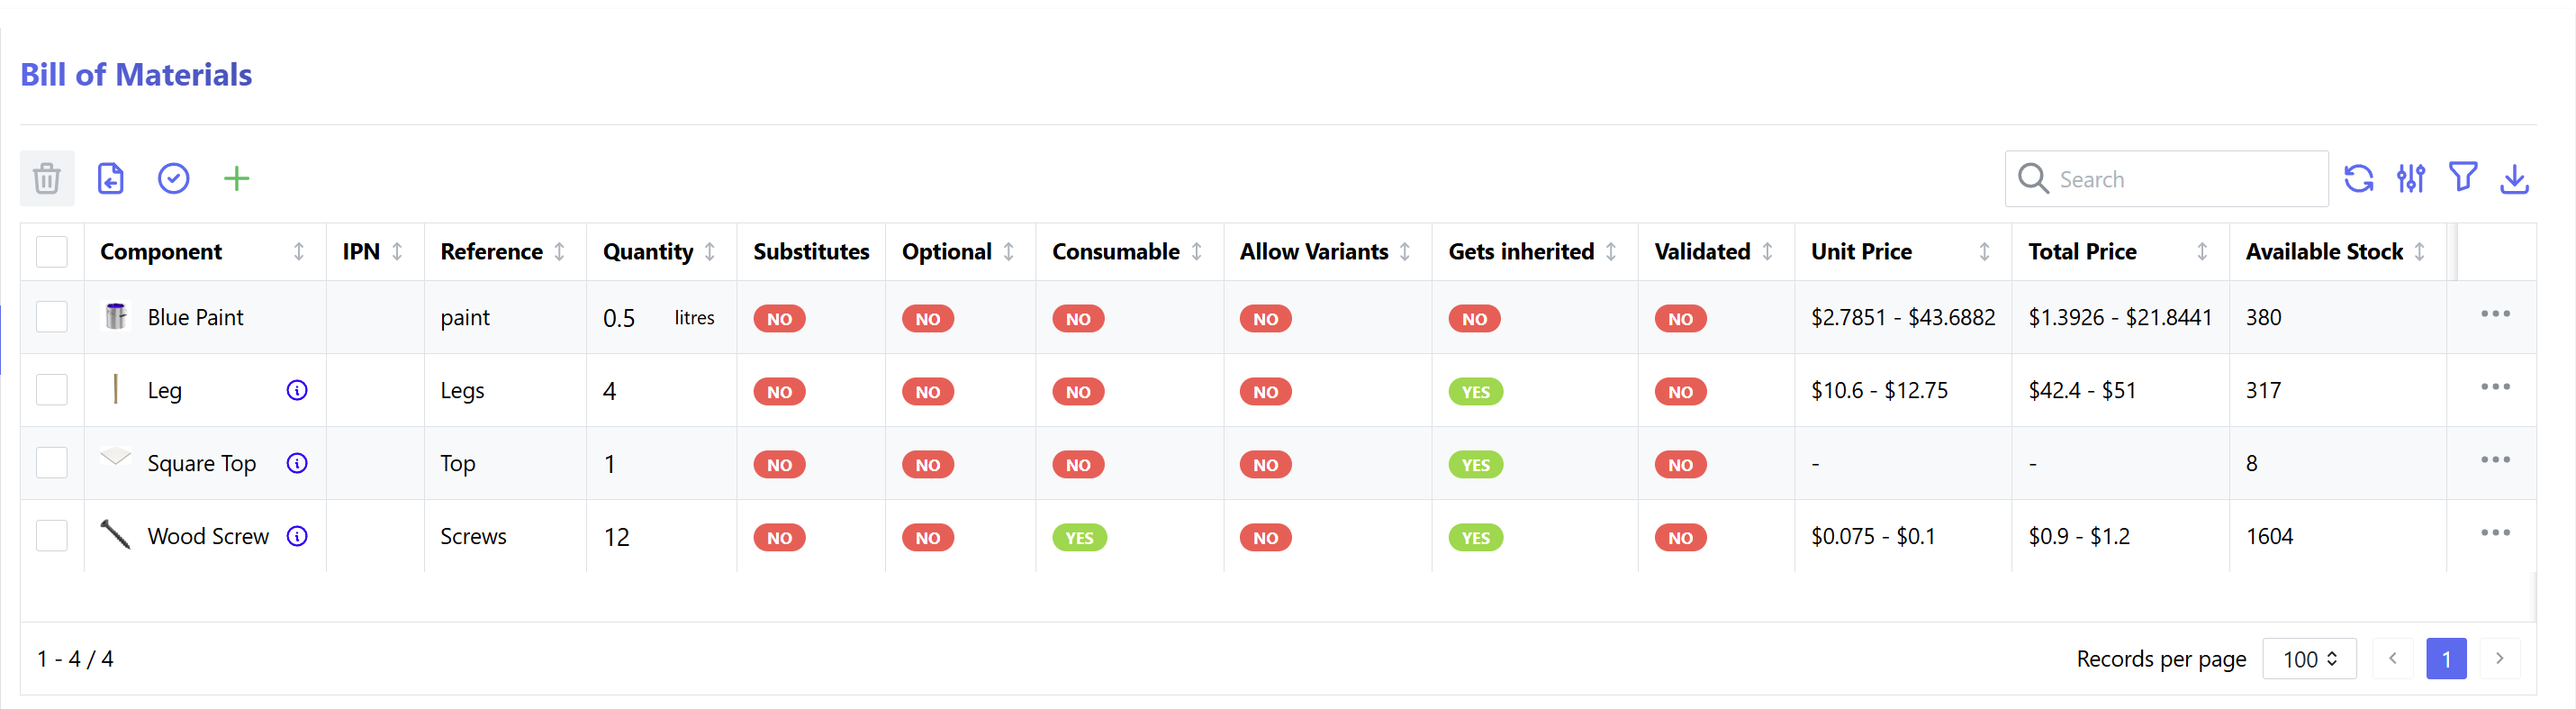 Bill of Materials
Search
Component IPN Reference Quantity Substitutes Optional Consumable Allow Variants Gets inherited Validated Unit Price Total Price Available Stock
Blue Paint paint 0.5 litres NO NO NO NO NO NO $2.7851 - $43.6882 $1.3926 - $21.8441 380
Leg Legs 4 NO NO NO NO YES NO $10.6 - $12.75 $42.4 - $51 317
Square Top Top 1 NO NO NO NO YES NO - - 8
Wood Screw Screws 12 NO NO YES NO YES NO $0.075 - $0.1 $0.9 - $1.2 1604
1 - 4 / 4 Records per page 100 1